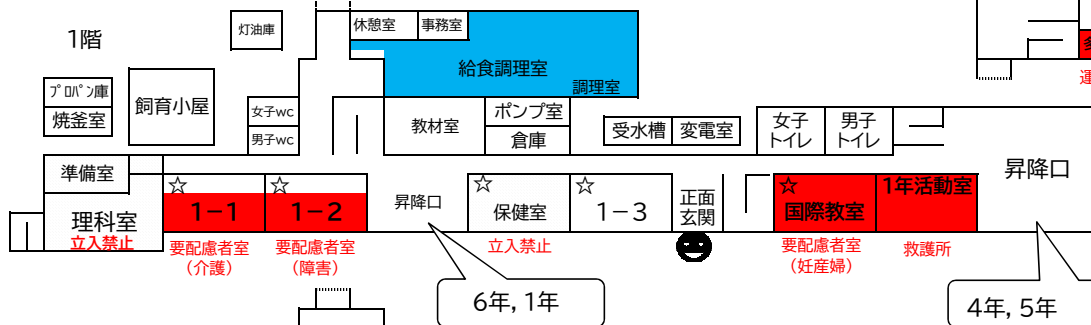 1階
灯油庫
休憩室
事務室
給食調理室
調理室
プロパン庫
焼釜室
飼育小屋
女子wc
男子wc
教材室
ポンプ室
倉庫
受水槽
変電室
女子
トイレ
男子
トイレ
昇降口
準備室
理科室
立入禁止
☆
1－1
要配慮者室
（介護）
☆
1－2
要配慮者室
（障害）
昇降口
☆
保健室
立入禁止
☆
1－3
正面
玄関
☆
国際教室
要配慮者室
（妊産婦）
1年活動室
救護所
6年, 1年
4年, 5年